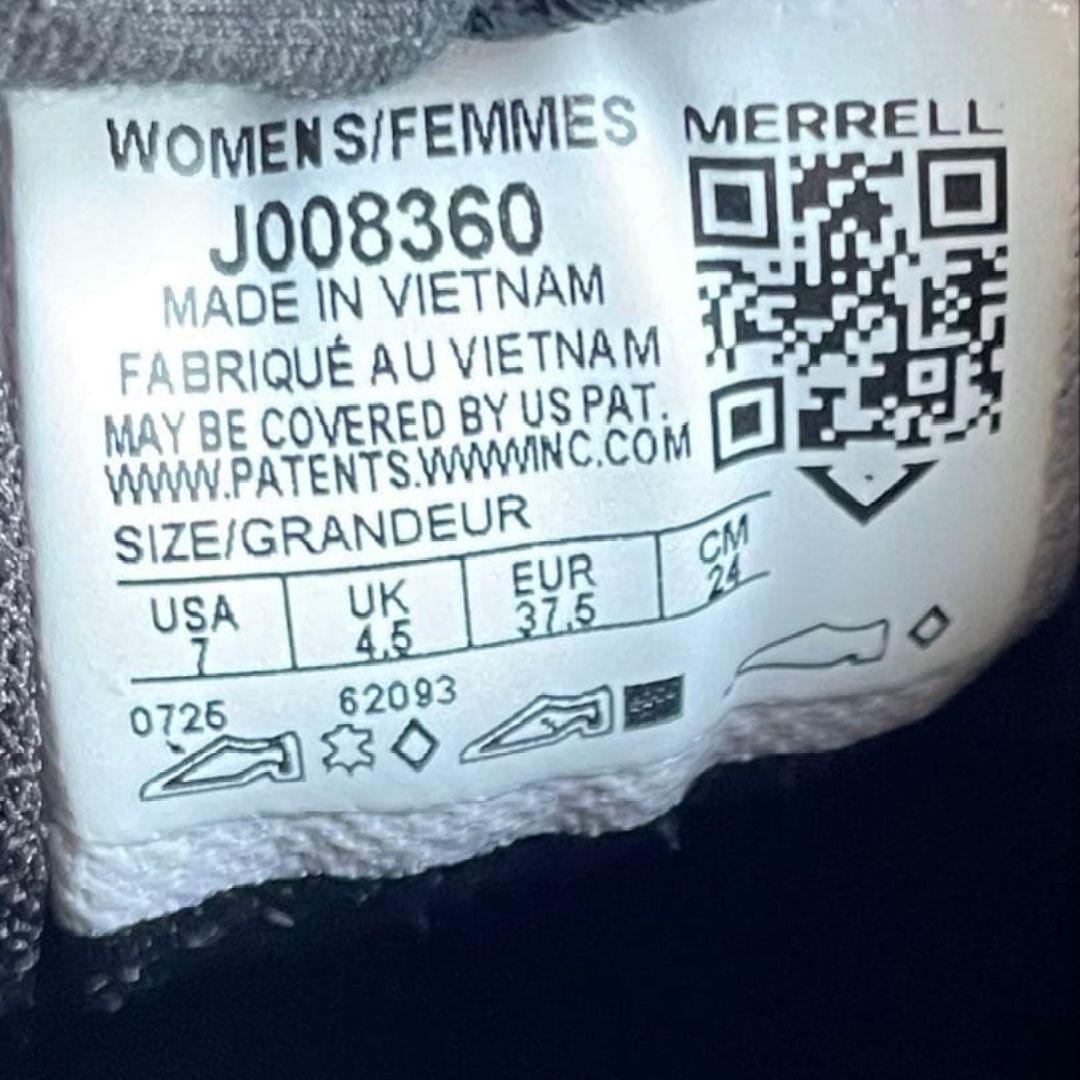 WOMENS/FEMMES
J008360
MADE IN VIETNAM
FABRIQUÉ AU VIETNAM
MAY BE COVERED BY US PAT.
WWW.PATENTS.WWWINC.COM
SIZE/GRANDEUR
USA UK EUR CM
7 4.5 37.5 24
0726 62093
MERRELL